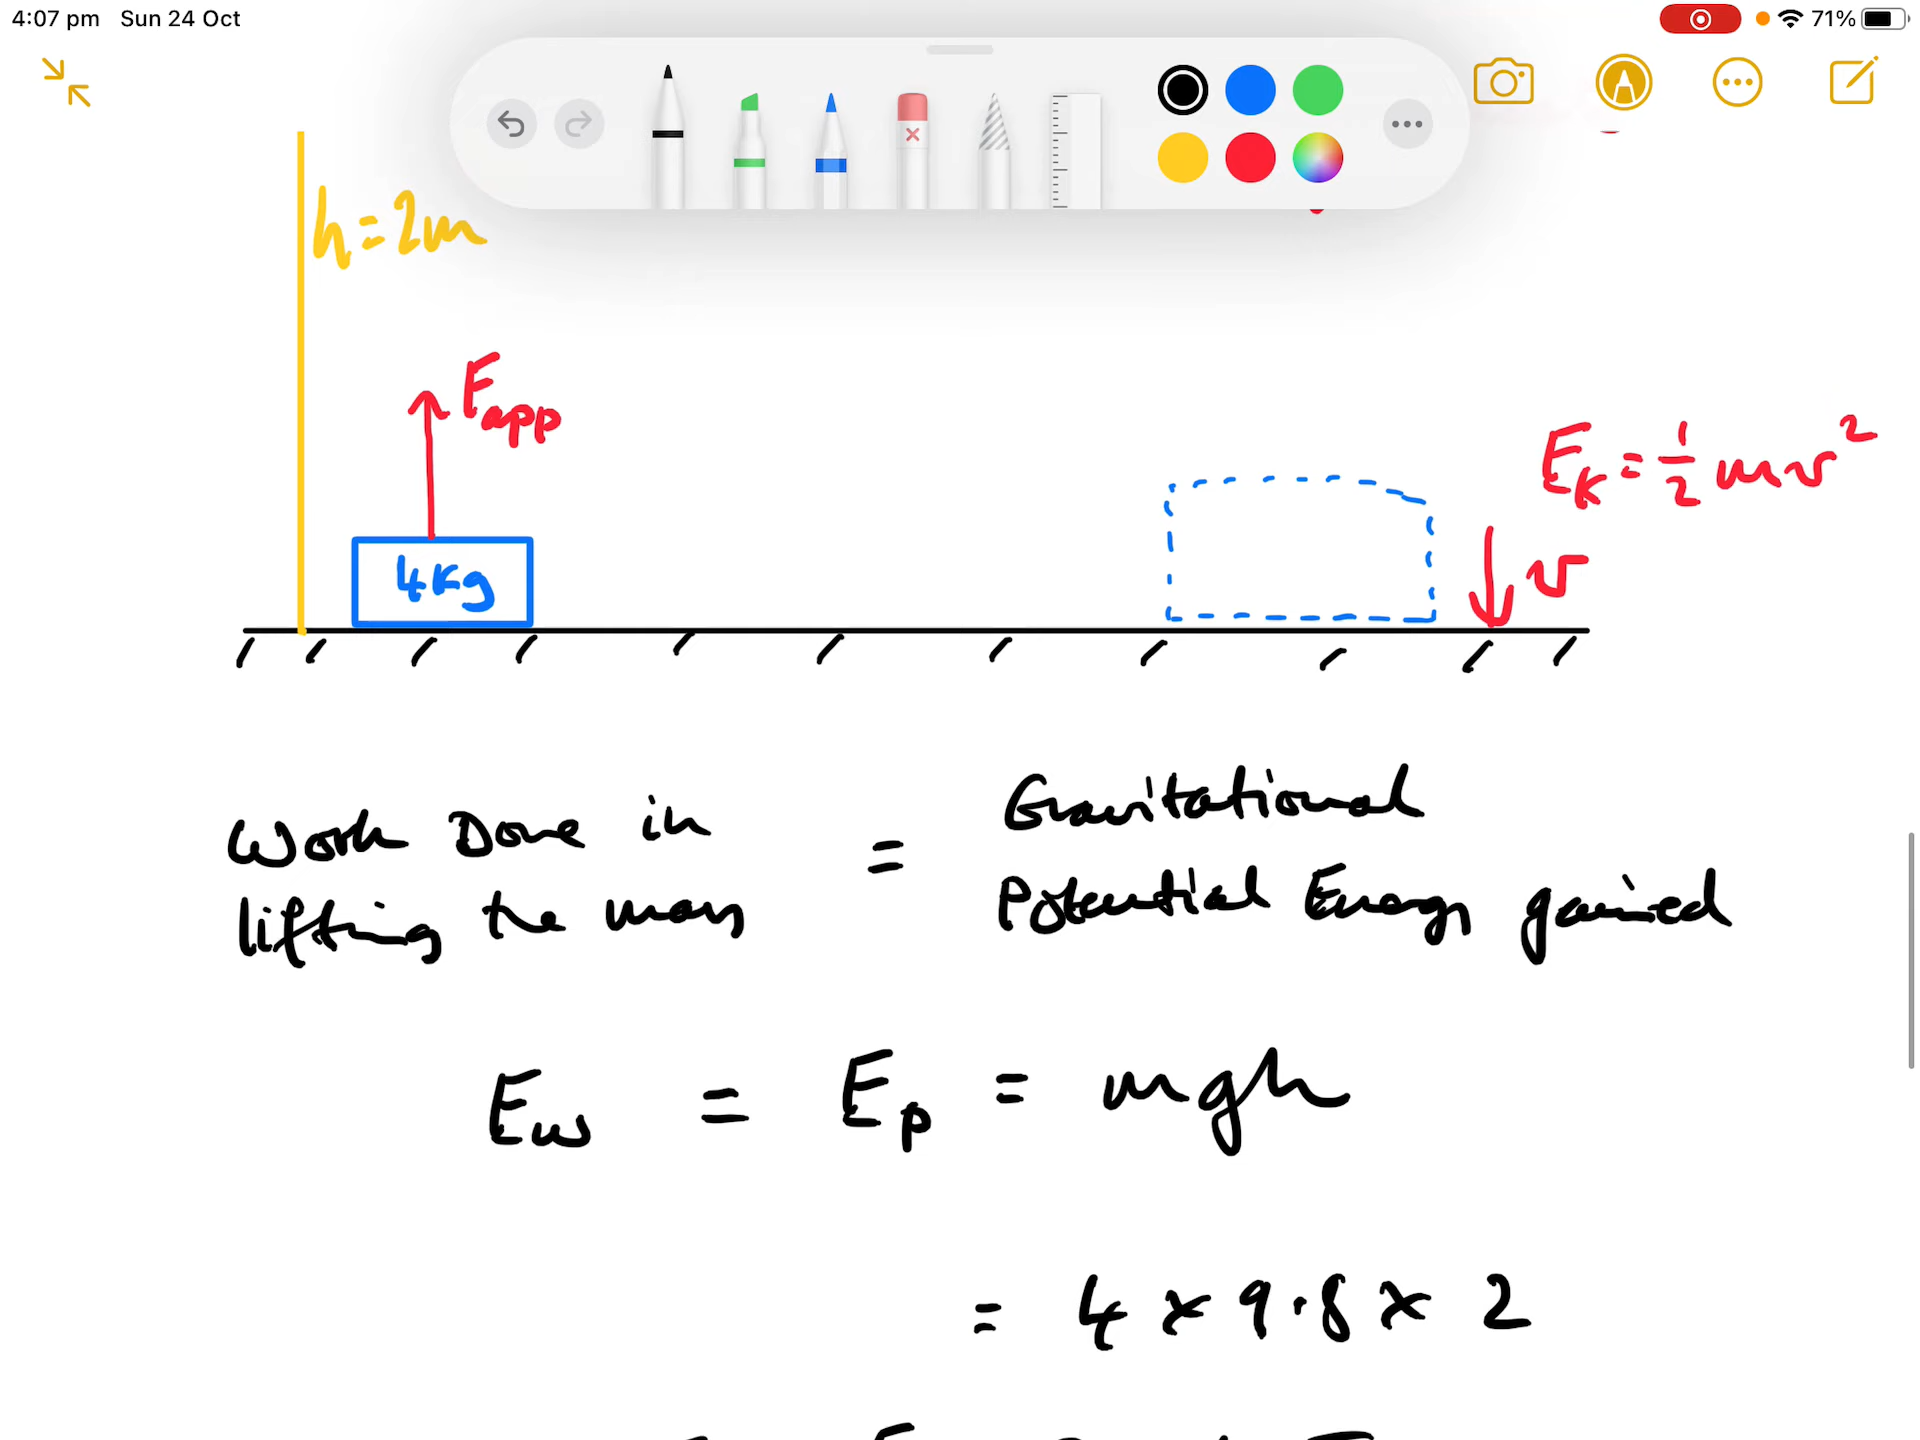 4:07 pm Sun 24 Oct
71%
h=2m
Fapp
4Kg
EK=½mv²
v
Work Done in
lifting the mass
=
Gravitational
Potential Energy gained
Ew = Ep = mgh
= 4 x 9.8 x 2